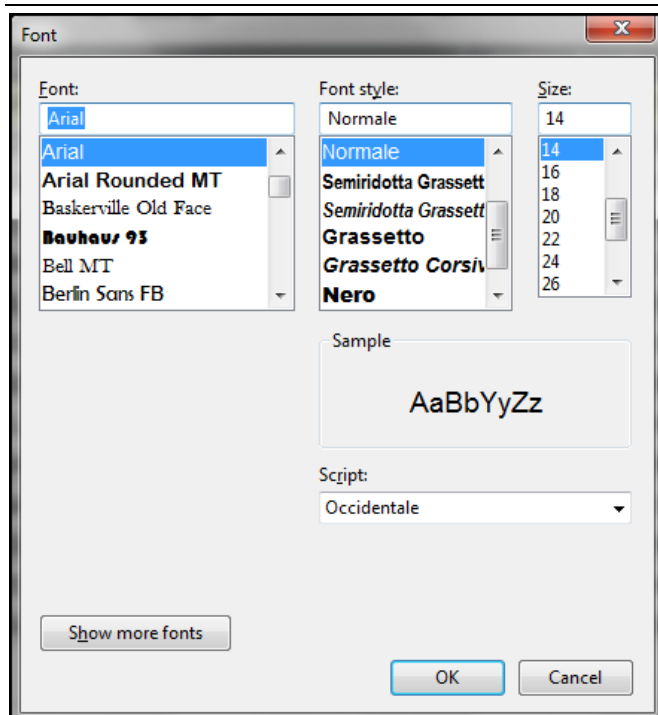 Font
Font:
Arial
Arial
Arial Rounded MT
Baskerville Old Face
Bauhaus 93
Bell MT
Berlin Sans FB
Font style:
Normale
Normale
Semiridotta Grassett
Semiridotta Grassett
Grassetto
Grassetto Corsiv
Nero
Size:
14
14
16
18
20
22
24
26
Sample
AaBbYyZz
Script:
Occidentale
Show more fonts
OK
Cancel